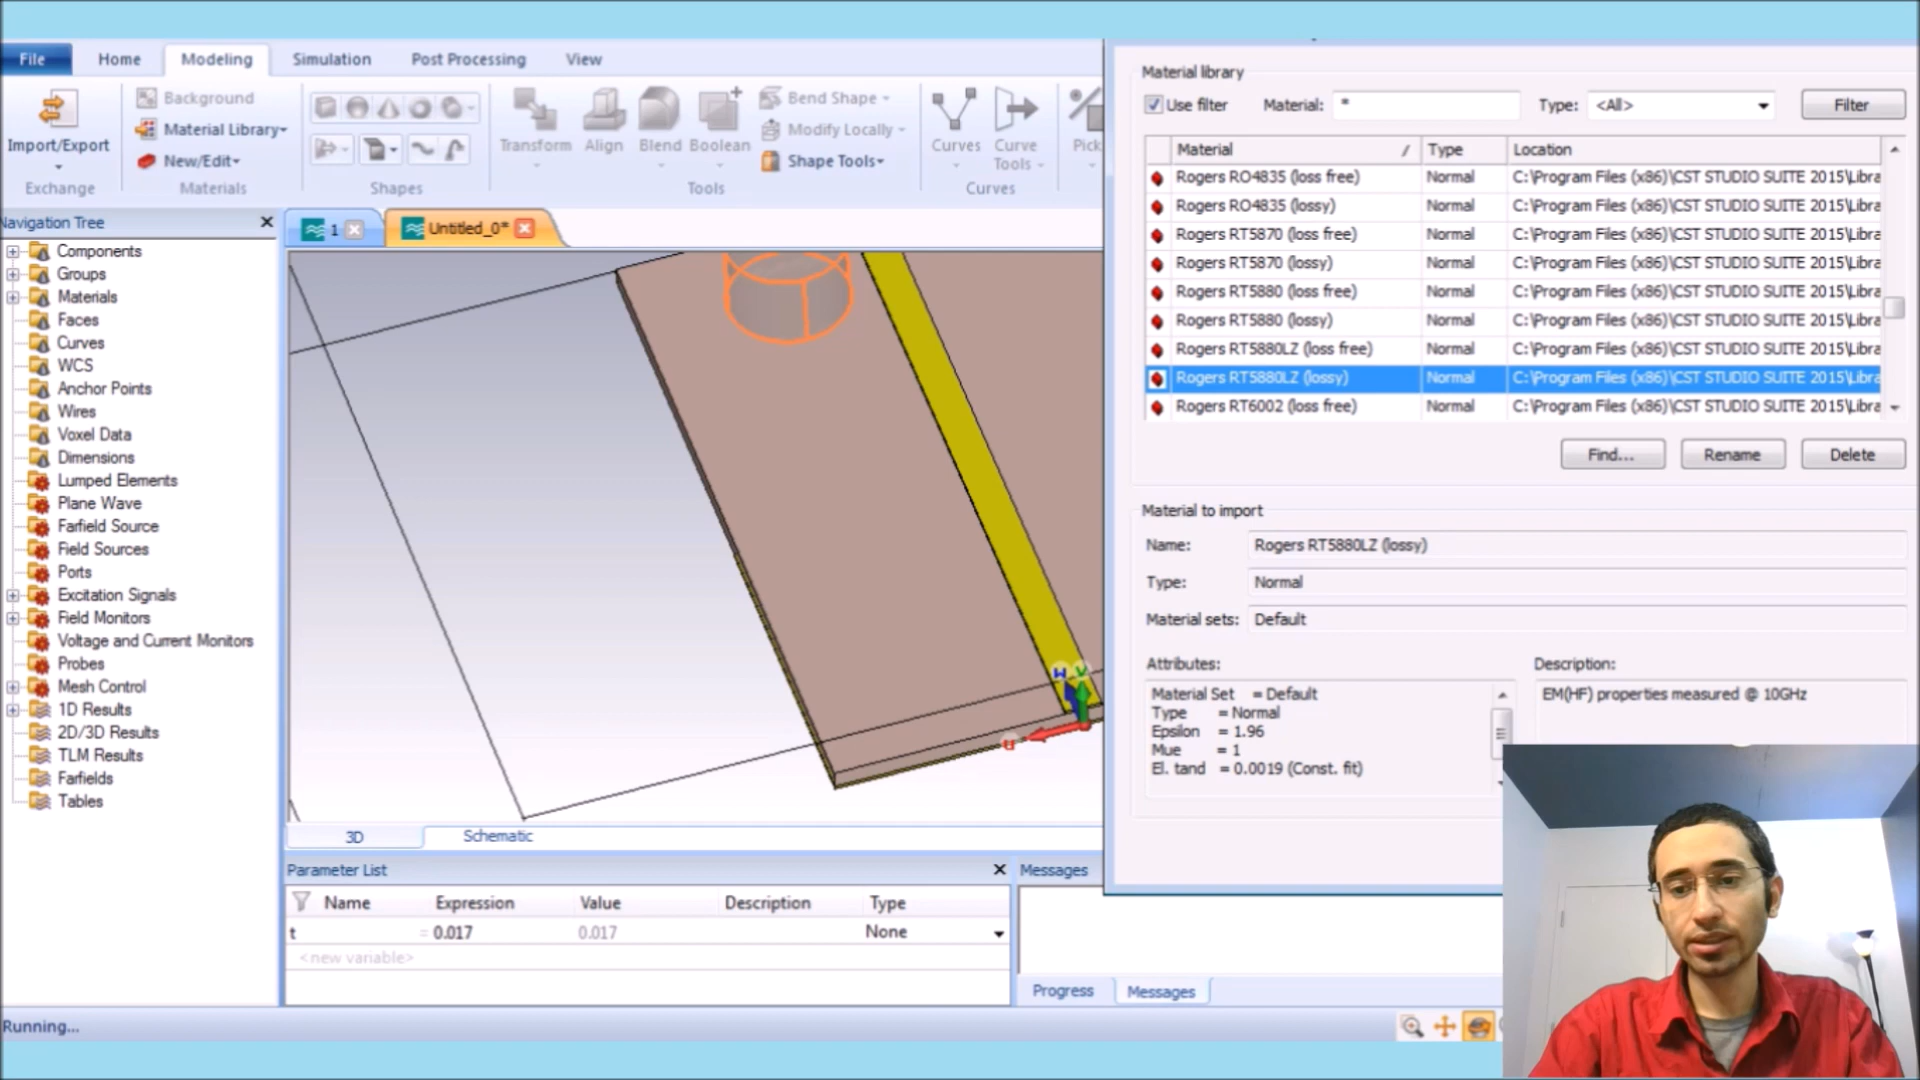 File Home Modeling Simulation Post Processing View
Import/Export
Exchange
Background
Material Library
New/Edit
Materials
Shapes
Transform Align Blend Boolean
Bend Shape
Modify Locally
Shape Tools
Tools
Curves Curve Tools
Curves
Pick
Navigation Tree
Components
Groups
Materials
Faces
Curves
WCS
Anchor Points
Wires
Voxel Data
Dimensions
Lumped Elements
Plane Wave
Farfield Source
Field Sources
Ports
Excitation Signals
Field Monitors
Voltage and Current Monitors
Probes
Mesh Control
1D Results
2D/3D Results
TLM Results
Farfields
Tables
1
Untitled_0*
w v
u
3D Schematic
Parameter List
Name Expression Value Description Type
t = 0.017 0.017 None
<new variable>
Messages
Progress Messages
Running...
Material library
Use filter Material: * Type: <All> Filter
Material / Type Location
Rogers RO4835 (loss free) Normal C:\Program Files (x86)\CST STUDIO SUITE 2015\Libra
Rogers RO4835 (lossy) Normal C:\Program Files (x86)\CST STUDIO SUITE 2015\Libra
Rogers RT5870 (loss free) Normal C:\Program Files (x86)\CST STUDIO SUITE 2015\Libra
Rogers RT5870 (lossy) Normal C:\Program Files (x86)\CST STUDIO SUITE 2015\Libra
Rogers RT5880 (loss free) Normal C:\Program Files (x86)\CST STUDIO SUITE 2015\Libra
Rogers RT5880 (lossy) Normal C:\Program Files (x86)\CST STUDIO SUITE 2015\Libra
Rogers RT5880LZ (loss free) Normal C:\Program Files (x86)\CST STUDIO SUITE 2015\Libra
Rogers RT5880LZ (lossy) Normal C:\Program Files (x86)\CST STUDIO SUITE 2015\Libra
Rogers RT6002 (loss free) Normal C:\Program Files (x86)\CST STUDIO SUITE 2015\Libra
Find... Rename Delete
Material to import
Name: Rogers RT5880LZ (lossy)
Type: Normal
Material sets: Default
Attributes: Description:
Material Set = Default
Type = Normal
Epsilon = 1.96
Mue = 1
El. tand = 0.0019 (Const. fit)
EM(HF) properties measured @ 10GHz